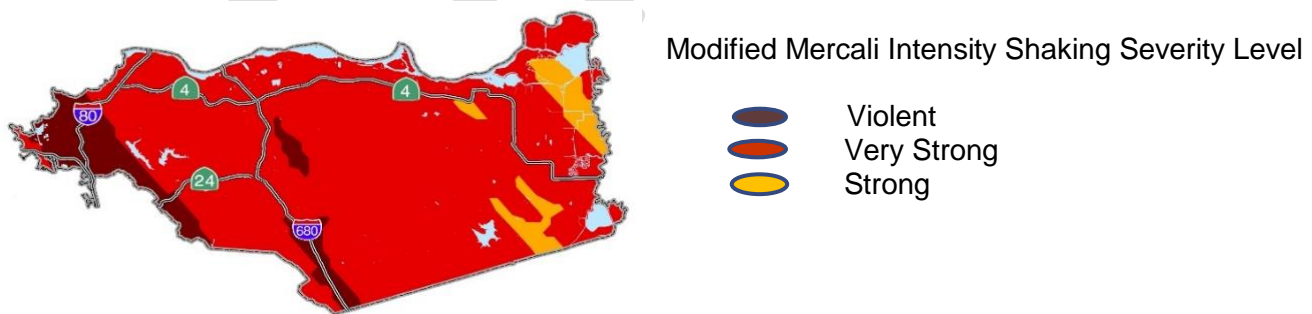 Modified Mercali Intensity Shaking Severity Level
Violent
Very Strong
Strong
4
4
80
24
680